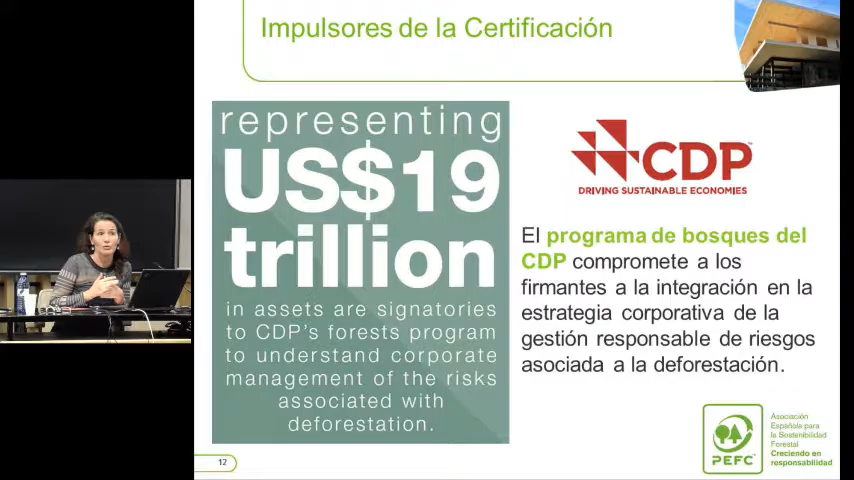 Impulsores de la Certificación
representing
US$19
trillion
in assets are signatories
to CDP's forests program
to understand corporate
management of the risks
associated with
deforestation.
CDP
DRIVING SUSTAINABLE ECONOMIES
El programa de bosques del
CDP compromete a los
firmantes a la integración en la
estrategia corporativa de la
gestión responsable de riesgos
asociada a la deforestación.
12
PEFC
Asociación
Española para
la Sostenibilidad
Forestal
Creciendo en
responsabilidad